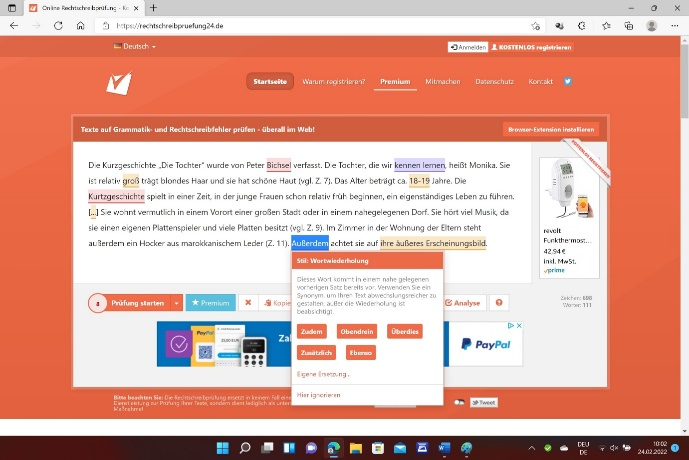 Online Rechtschreibprüfung - Ko
https://rechtschreibpruefung24.de
Deutsch
Anmelden
KOSTENLOS registrieren
Startseite
Warum registrieren?
Premium
Mitmachen
Datenschutz
Kontakt
Texte auf Grammatik- und Rechtschreibfehler prüfen - überall im Web!
Browser-Extension installieren
Die Kurzgeschichte „Die Tochter" wurde von Peter Bichsel verfasst. Die Tochter, die wir kennen lernen, heißt Monika. Sie
ist relativ groß trägt blondes Haar und sie hat schöne Haut (vgl. Z. 7). Das Alter beträgt ca. 18-19 Jahre. Die
Kurtzgeschichte spielt in einer Zeit, in der junge Frauen schon relativ früh beginnen, ein eigenständiges Leben zu führen.
[...] Sie wohnt vermutlich in einem Vorort einer großen Stadt oder in einem nahegelegenen Dorf. Sie hört viel Musik, da
sie einen eigenen Plattenspieler und viele Platten besitzt (vgl. Z. 9). Im Zimmer in der Wohnung der Eltern steht
außerdem ein Hocker aus marokkanischem Leder (Z. 11). Außerdem achtet sie auf ihre äußeres Erscheinungsbild.
revolt
Funkthermost...
42,94 €
inkl. MwSt.
prime
Stil: Wortwiederholung
Dieses Wort kommt in einem nahe gelegenen
vorherigen Satz bereits vor. Verwenden Sie ein
Synonym, um Ihren Text abwechslungsreicher zu
gestalten, außer die Wiederholung ist
beabsichtigt.
Zudem
Obendrein
Überdies
Zusätzlich
Ebenso
Eigene Ersetzung...
Hier ignorieren
8
Prüfung starten
Premium
Kopie
Analyse
Zeichen: 698
Wörter: 111
PayPal
Za
PayPal
Bitte beachten Sie: Die Rechtschreibprüfung ersetzt in keinem Fall
Maßnahme!
Tweet
DEU
DE
10:02
24.02.2022